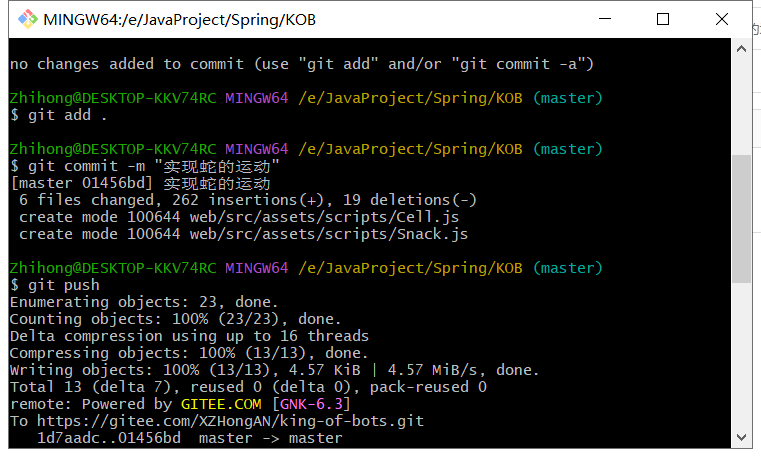 MINGW64:/e/JavaProject/Spring/KOB
no changes added to commit (use "git add" and/or "git commit -a")
Zhihong@DESKTOP-KKV74RC MINGW64 /e/JavaProject/Spring/KOB (master)
$ git add .
Zhihong@DESKTOP-KKV74RC MINGW64 /e/JavaProject/Spring/KOB (master)
$ git commit -m "实现蛇的运动"
[master 01456bd] 实现蛇的运动
6 files changed, 262 insertions(+), 19 deletions(-)
create mode 100644 web/src/assets/scripts/Cell.js
create mode 100644 web/src/assets/scripts/Snack.js
Zhihong@DESKTOP-KKV74RC MINGW64 /e/JavaProject/Spring/KOB (master)
$ git push
Enumerating objects: 23, done.
Counting objects: 100% (23/23), done.
Delta compression using up to 16 threads
Compressing objects: 100% (13/13), done.
Writing objects: 100% (13/13), 4.57 KiB | 4.57 MiB/s, done.
Total 13 (delta 7), reused 0 (delta 0), pack-reused 0
remote: Powered by GITEE.COM [GNK-6.3]
To https://gitee.com/XZHongAN/king-of-bots.git
1d7aadc..01456bd  master -> master